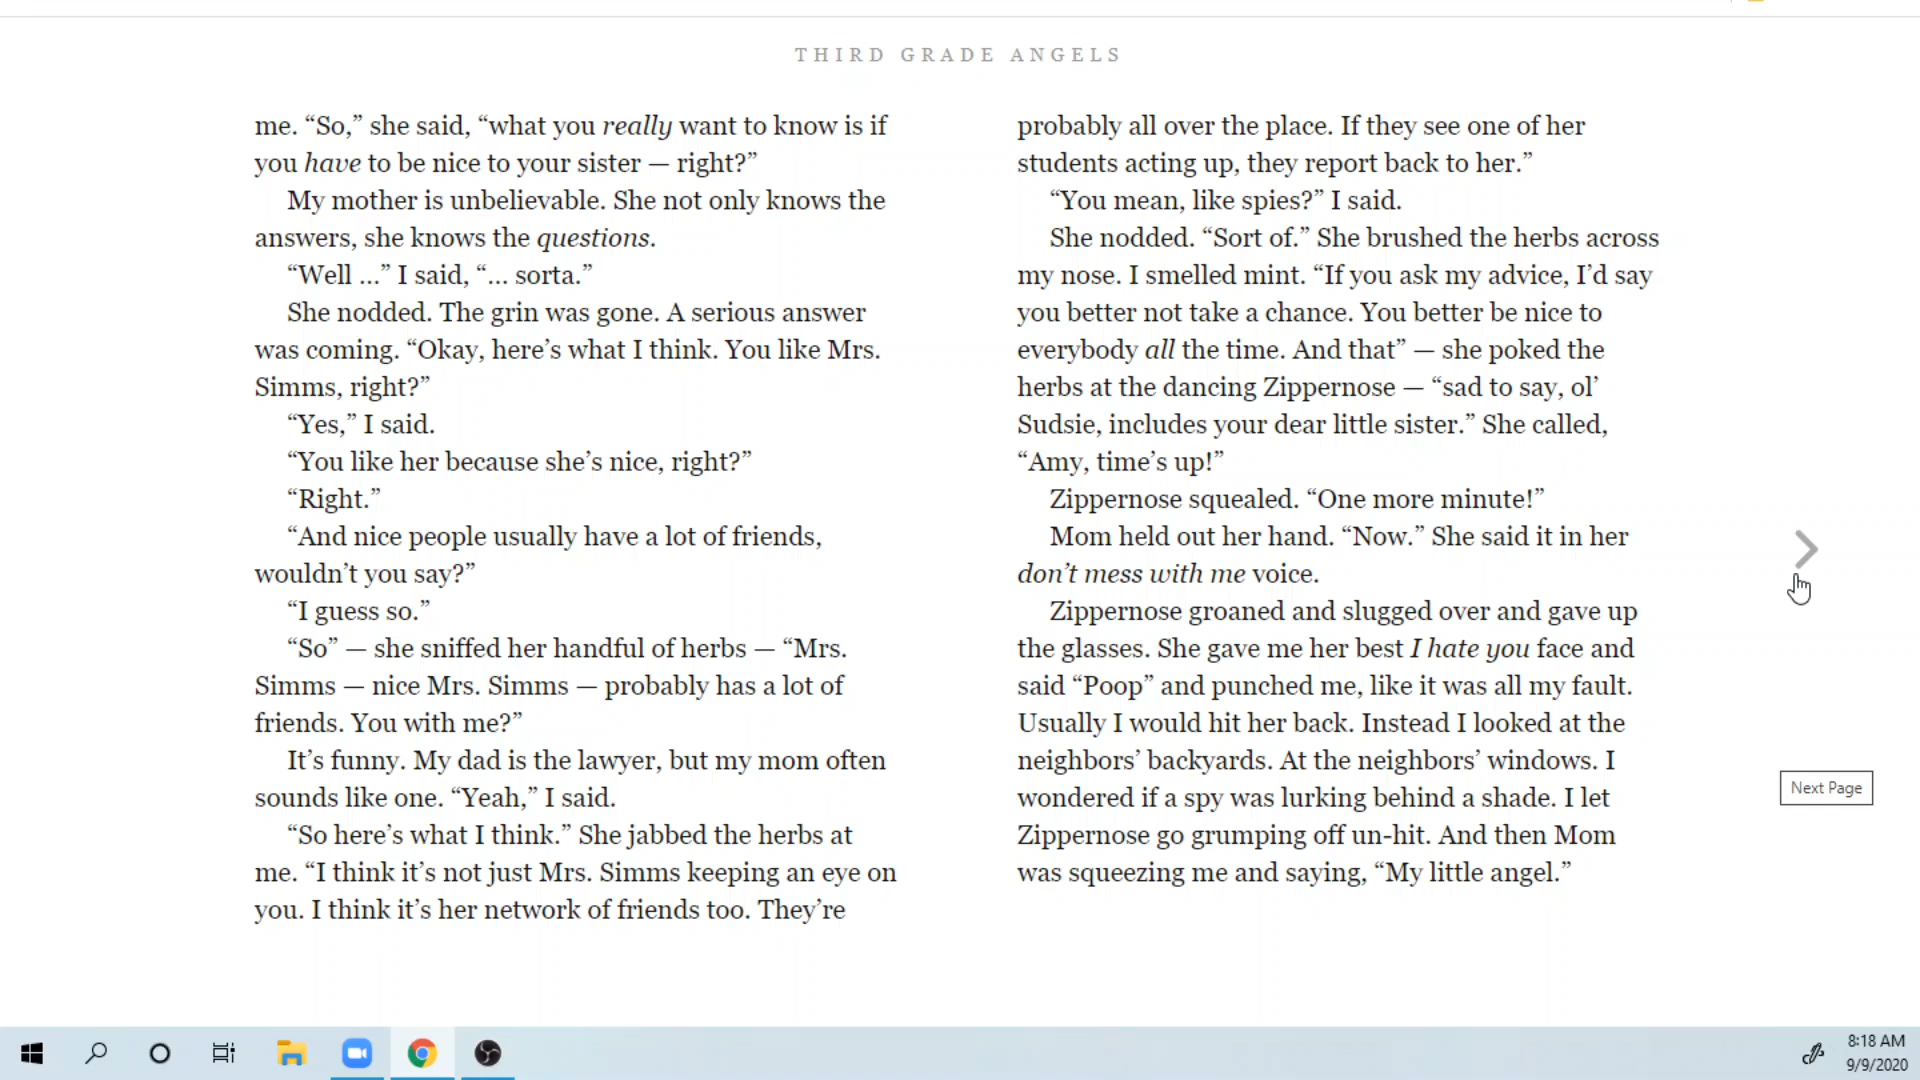 THIRD GRADE ANGELS
me. “So,” she said, “what you really want to know is if
you have to be nice to your sister — right?”
My mother is unbelievable. She not only knows the
answers, she knows the questions.
“Well ...” I said, “... sorta.”
She nodded. The grin was gone. A serious answer
was coming. “Okay, here’s what I think. You like Mrs.
Simms, right?”
“Yes,” I said.
“You like her because she’s nice, right?”
“Right.”
“And nice people usually have a lot of friends,
wouldn’t you say?”
“I guess so.”
“So” — she sniffed her handful of herbs — “Mrs.
Simms — nice Mrs. Simms — probably has a lot of
friends. You with me?”
It’s funny. My dad is the lawyer, but my mom often
sounds like one. “Yeah,” I said.
“So here’s what I think.” She jabbed the herbs at
me. “I think it’s not just Mrs. Simms keeping an eye on
you. I think it’s her network of friends too. They’re
probably all over the place. If they see one of her
students acting up, they report back to her.”
“You mean, like spies?” I said.
She nodded. “Sort of.” She brushed the herbs across
my nose. I smelled mint. “If you ask my advice, I’d say
you better not take a chance. You better be nice to
everybody all the time. And that” — she poked the
herbs at the dancing Zippernose — “sad to say, ol’
Sudsie, includes your dear little sister.” She called,
“Amy, time’s up!”
Zippernose squealed. “One more minute!”
Mom held out her hand. “Now.” She said it in her
don’t mess with me voice.
Zippernose groaned and slugged over and gave up
the glasses. She gave me her best I hate you face and
said “Poop” and punched me, like it was all my fault.
Usually I would hit her back. Instead I looked at the
neighbors’ backyards. At the neighbors’ windows. I
wondered if a spy was lurking behind a shade. I let
Zippernose go grumping off un-hit. And then Mom
was squeezing me and saying, “My little angel.”
Next Page
8:18 AM
9/9/2020